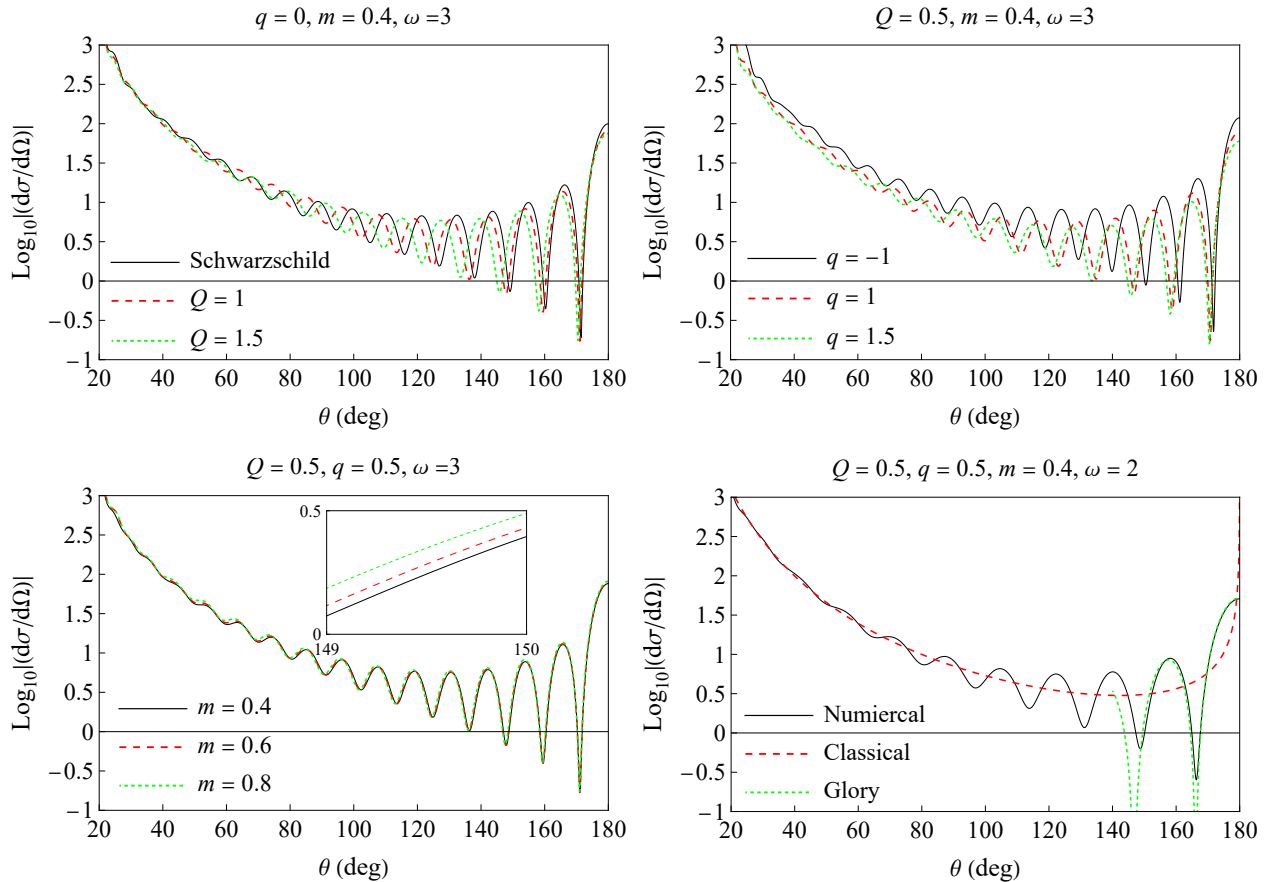 q = 0, m = 0.4, ω =3
Log10|(dσ/dΩ)|
3
2.5
2
1.5
1
0.5
0
−0.5
−1
Schwarzschild
Q = 1
Q = 1.5
20 40 60 80 100 120 140 160 180
θ (deg)
Q = 0.5, m = 0.4, ω =3
Log10|(dσ/dΩ)|
3
2.5
2
1.5
1
0.5
0
−0.5
−1
q = −1
q = 1
q = 1.5
20 40 60 80 100 120 140 160 180
θ (deg)
Q = 0.5, q = 0.5, ω =3
Log10|(dσ/dΩ)|
3
2.5
2
1.5
1
0.5
0
−0.5
−1
0.5
0
149 150
m = 0.4
m = 0.6
m = 0.8
20 40 60 80 100 120 140 160 180
θ (deg)
Q = 0.5, q = 0.5, m = 0.4, ω =2
Log10|(dσ/dΩ)|
3
2.5
2
1.5
1
0.5
0
−0.5
−1
Numiercal
Classical
Glory
20 40 60 80 100 120 140 160 180
θ (deg)